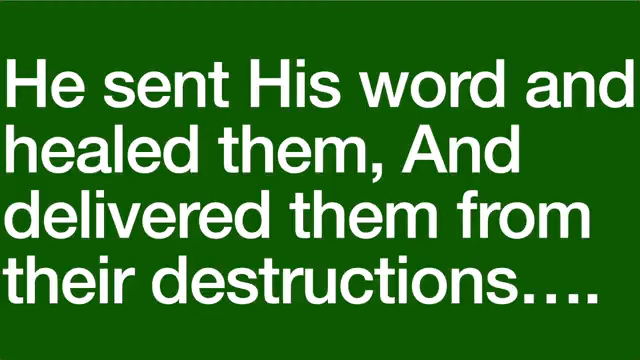 He sent His word and
healed them, And
delivered them from
their destructions….